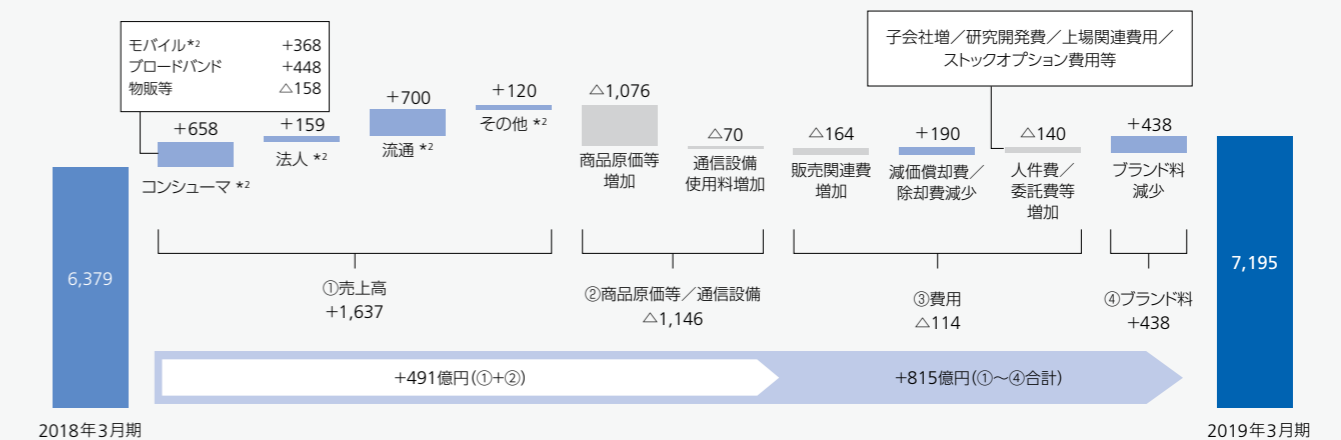 モバイル*2 +368
ブロードバンド +448
物販等 △158
子会社増／研究開発費／上場関連費用／
ストックオプション費用等
+658
コンシューマ *2
+159
法人 *2
+700
流通 *2
+120
その他 *2
△1,076
商品原価等
増加
△70
通信設備
使用料増加
△164
販売関連費
増加
+190
減価償却費／
除却費減少
△140
人件費／
委託費等
増加
+438
ブランド料
減少
6,379
7,195
①売上高
+1,637
②商品原価等／通信設備
△1,146
③費用
△114
④ブランド料
+438
+491億円(①+②)
+815億円(①～④合計)
2018年3月期
2019年3月期